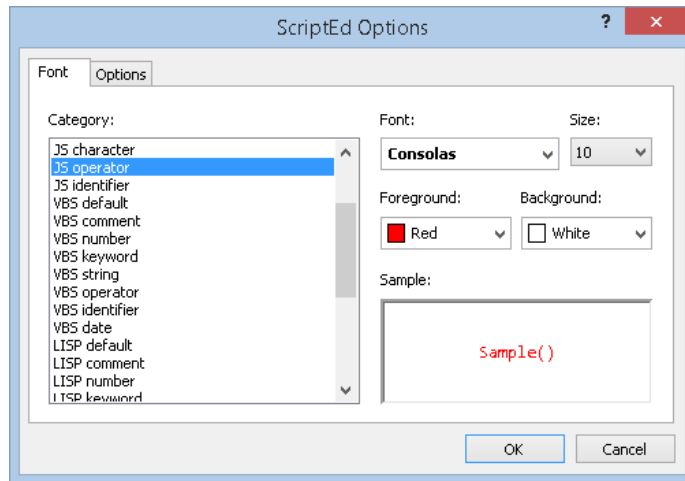 ScriptEd Options
?
Font
Options
Category:
JS character
JS operator
JS identifier
VBS default
VBS comment
VBS number
VBS keyword
VBS string
VBS operator
VBS identifier
VBS date
LISP default
LISP comment
LISP number
LISP keyword
Font:
Size:
Consolas
10
Foreground:
Background:
Red
White
Sample:
Sample()
OK
Cancel